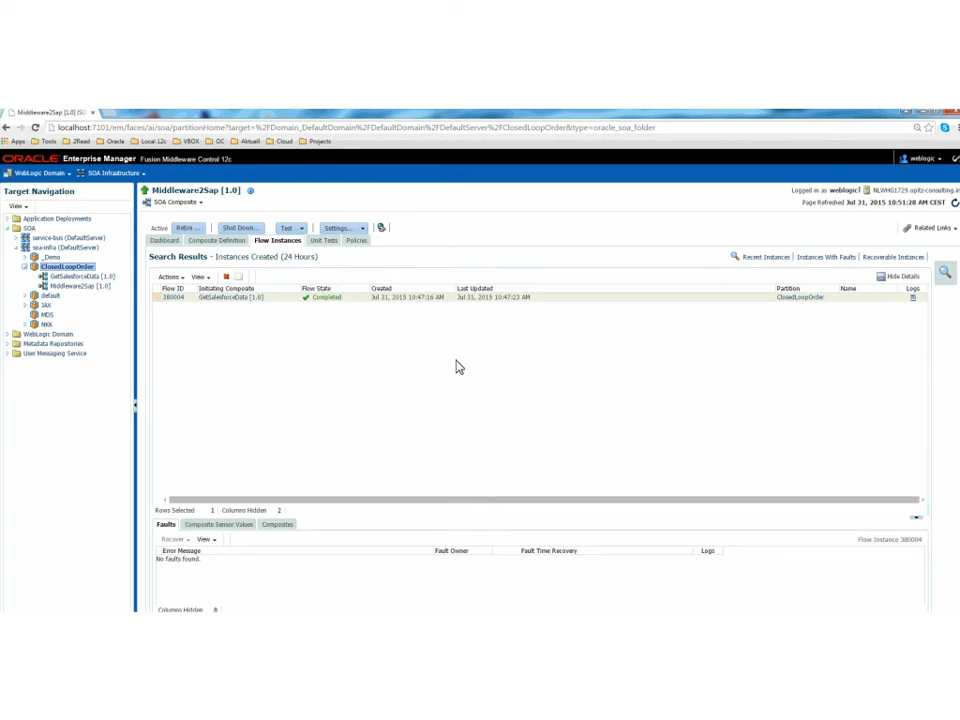 Middleware2Sap [1.0] (SO
localhost:7101/em/faces/ai/soa/partitionHome?target=%2FDomain_DefaultDomain%2FDefaultDomain%2FDefaultServer%2FClosedLoopOrder&type=oracle_soa_folder
Apps Tools 2Read Oracle Local 12c VBOX OC Aktuell Cloud Projects
ORACLE Enterprise Manager Fusion Middleware Control 12c weblogic
WebLogic Domain SOA Infrastructure
Target Navigation
View
Application Deployments
SOA
service-bus (DefaultServer)
soa-infra (DefaultServer)
_Demo
ClosedLoopOrder
GetSalesforceData [1.0]
Middleware2Sap [1.0]
default
JAX
MDS
NKK
WebLogic Domain
Metadata Repositories
User Messaging Service
Middleware2Sap [1.0]
Logged in as weblogic| NLWHG1729.opitz-consulting.in
SOA Composite
Page Refreshed Jul 31, 2015 10:51:28 AM CEST
Active Retire ... Shut Down... Test Settings... Related Links
Dashboard Composite Definition Flow Instances Unit Tests Policies
Search Results - Instances Created (24 Hours) Recent Instances Instances With Faults Recoverable Instances
Actions View Hide Details
Flow ID Initiating Composite Flow State Created Last Updated Partition Name Logs
380004 GetSalesforceData [1.0] Completed Jul 31, 2015 10:47:16 AM Jul 31, 2015 10:47:23 AM ClosedLoopOrder
Rows Selected 1 Columns Hidden 2
Faults Composite Sensor Values Composites
Recover View Flow Instance 380004
Error Message Fault Owner Fault Time Recovery Logs
No faults found.
Columns Hidden 8